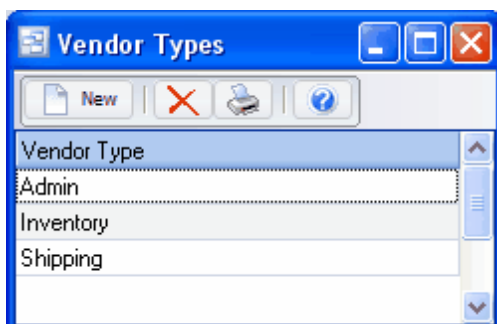 Vendor Types
New
Vendor Type
Admin
Inventory
Shipping